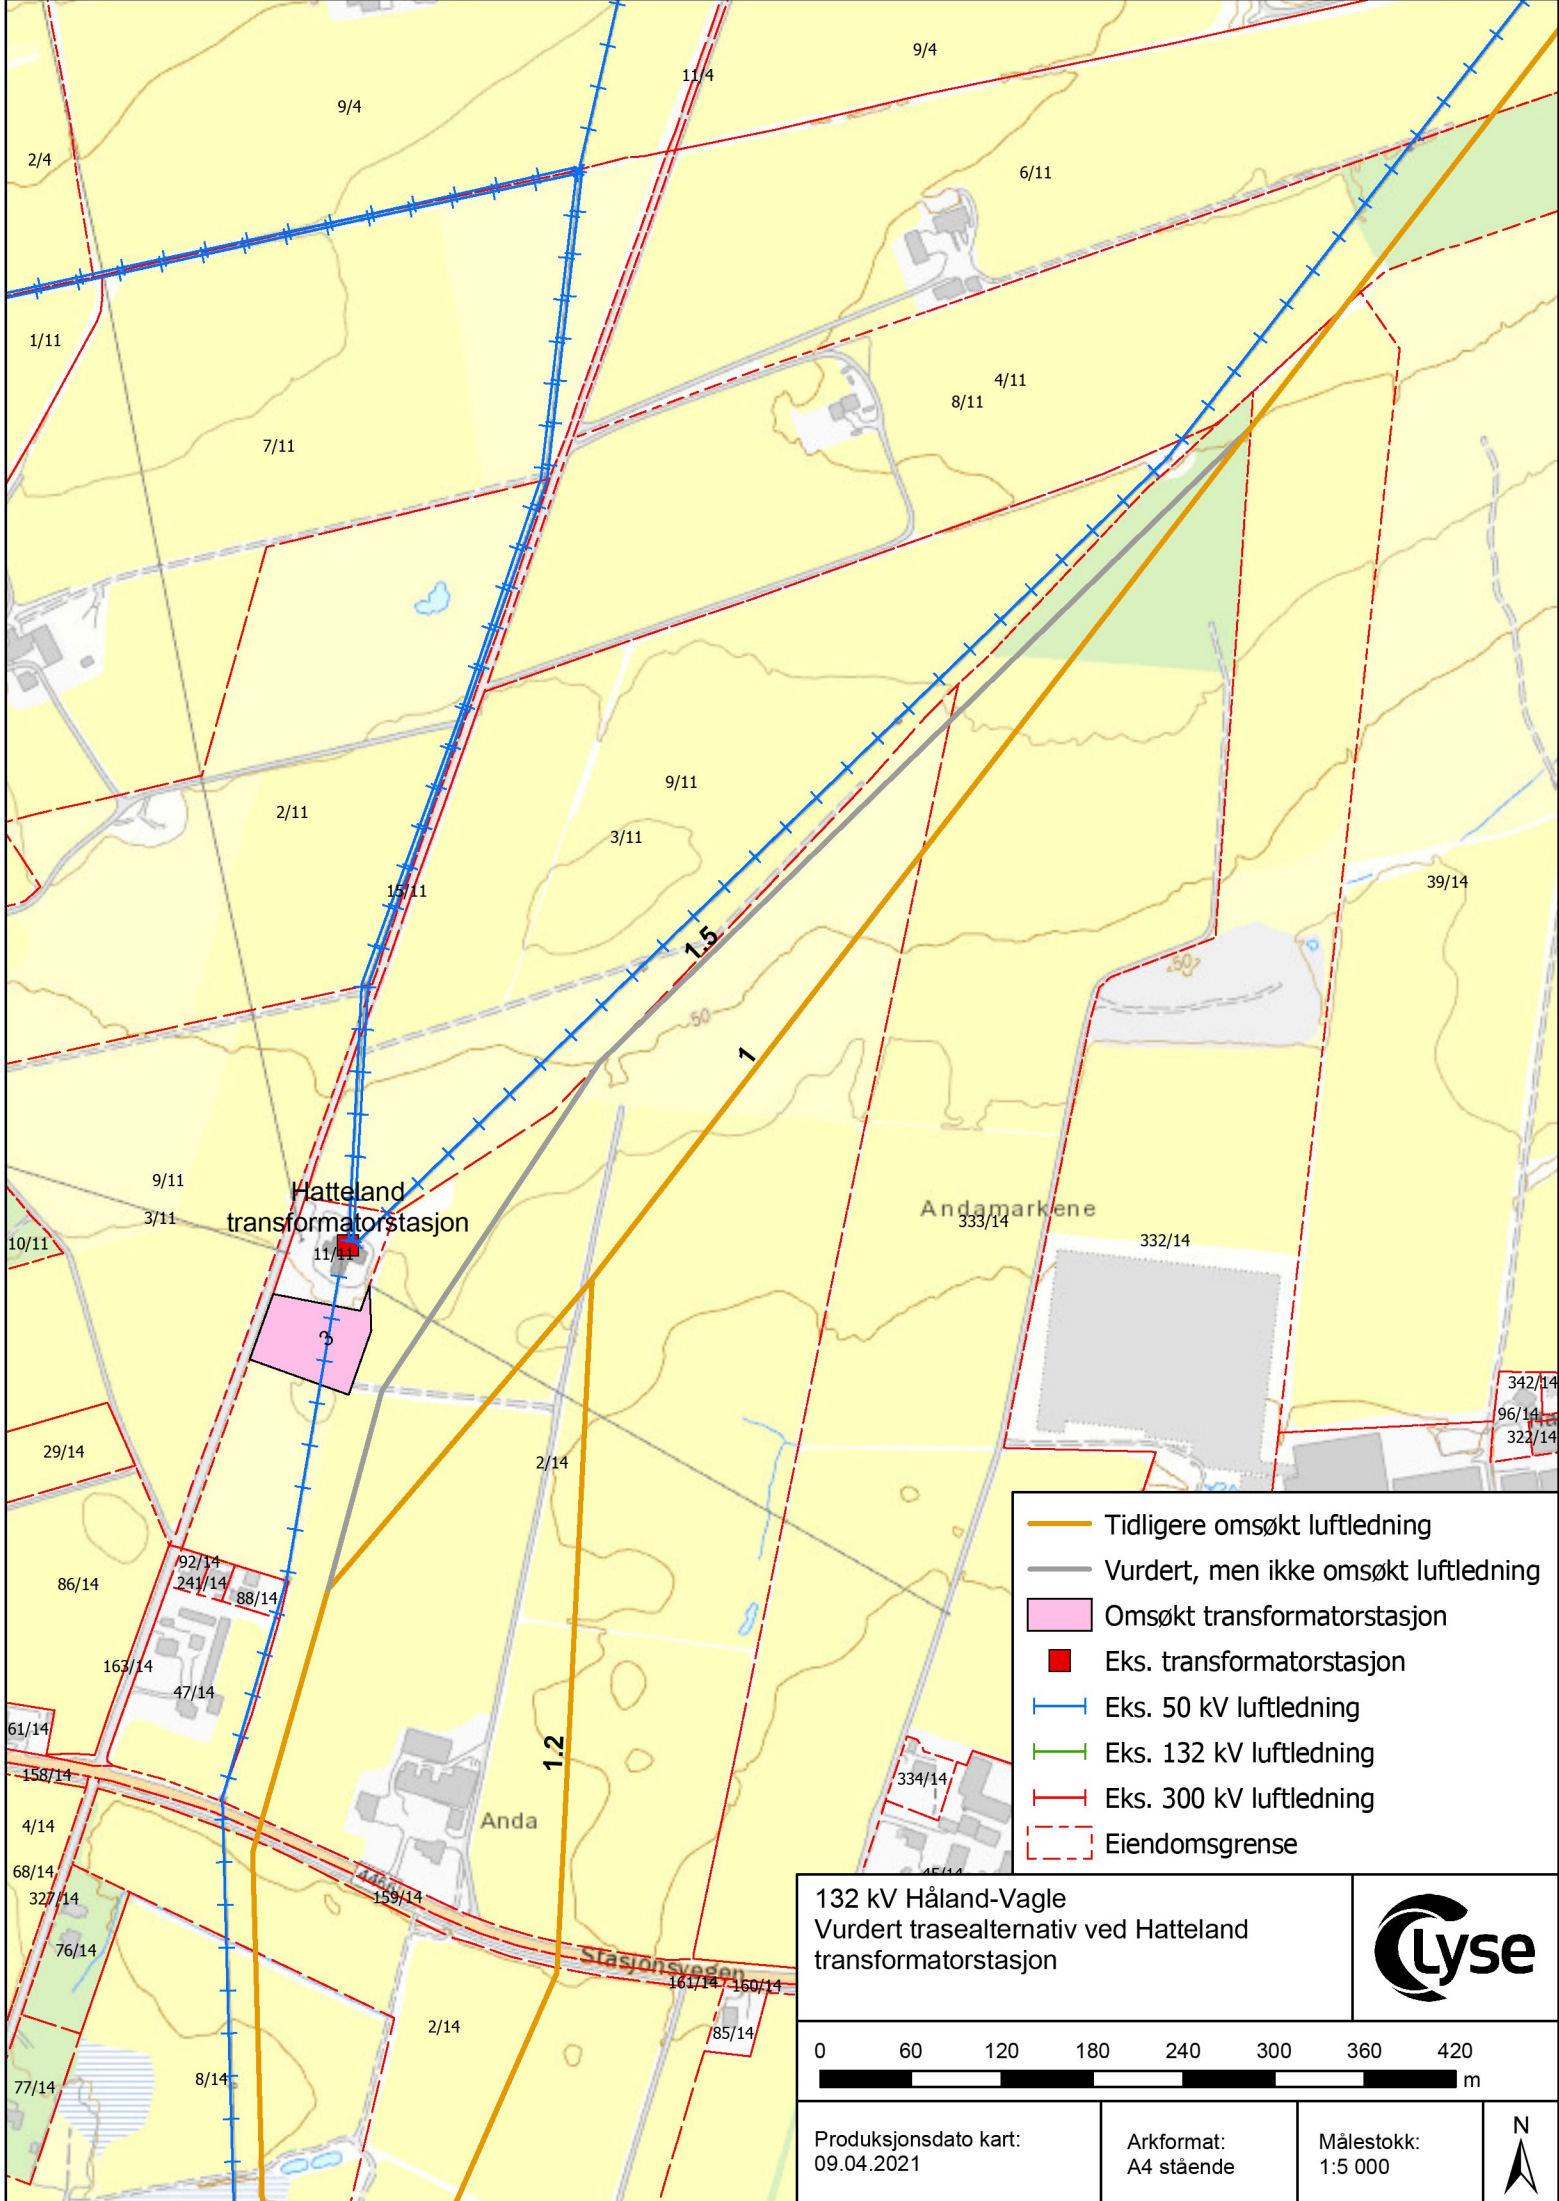 9/4
11/4
9/4
2/4
6/11
1/11
4/11
8/11
7/11
9/11
2/11
3/11
39/14
15/11
1.5
50
50
1
9/11
Hatteland
transformatorstasjon
3/11
10/11
11/11
Andamarkene
333/14
332/14
3
342/14
96/14
322/14
29/14
2/14
92/14
241/14
88/14
86/14
163/14
47/14
61/14
158/14
1.2
334/14
Anda
4/14
68/14
327/14
159/14
45/14
76/14
Stasjonsvegen
161/14
160/14
85/14
2/14
77/14
8/14
Tidligere omsøkt luftledning
Vurdert, men ikke omsøkt luftledning
Omsøkt transformatorstasjon
Eks. transformatorstasjon
Eks. 50 kV luftledning
Eks. 132 kV luftledning
Eks. 300 kV luftledning
Eiendomsgrense
132 kV Håland-Vagle
Vurdert trasealternativ ved Hatteland
transformatorstasjon
Lyse
0 60 120 180 240 300 360 420
m
Produksjonsdato kart:
09.04.2021
Arkformat:
A4 stående
Målestokk:
1:5 000
N